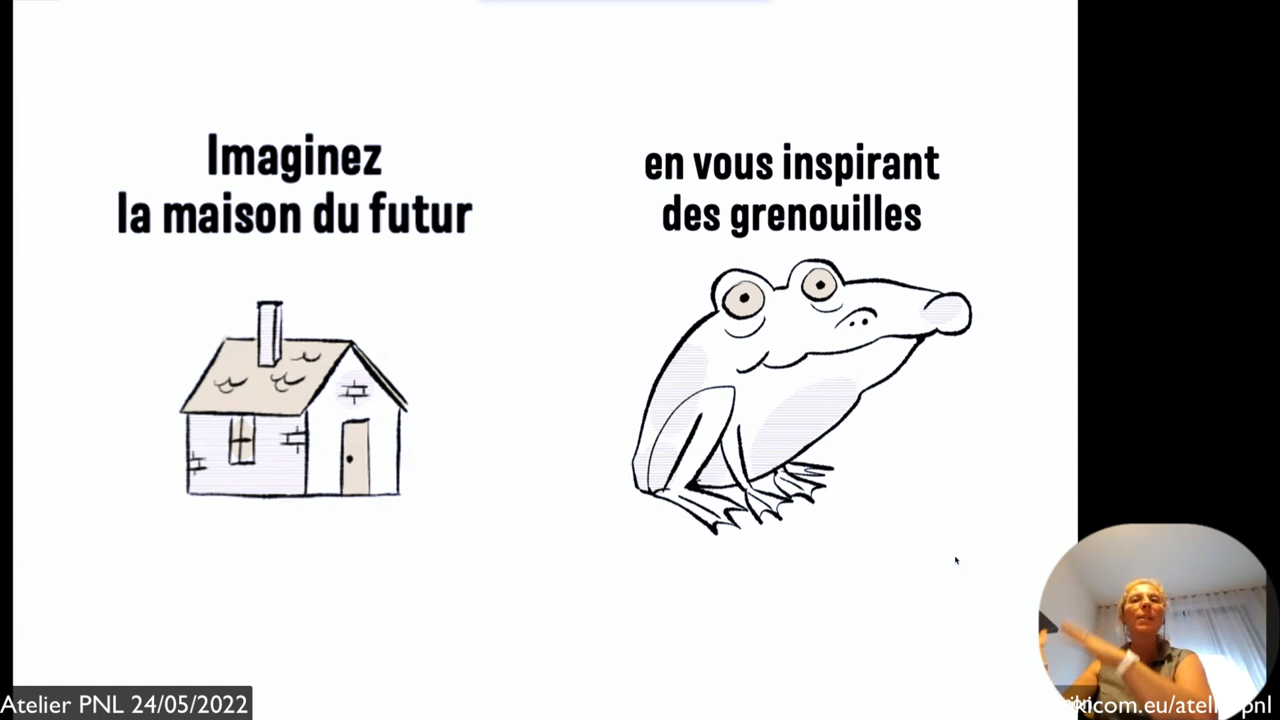 Imaginez
la maison du futur
en vous inspirant
des grenouilles
Atelier PNL 24/05/2022